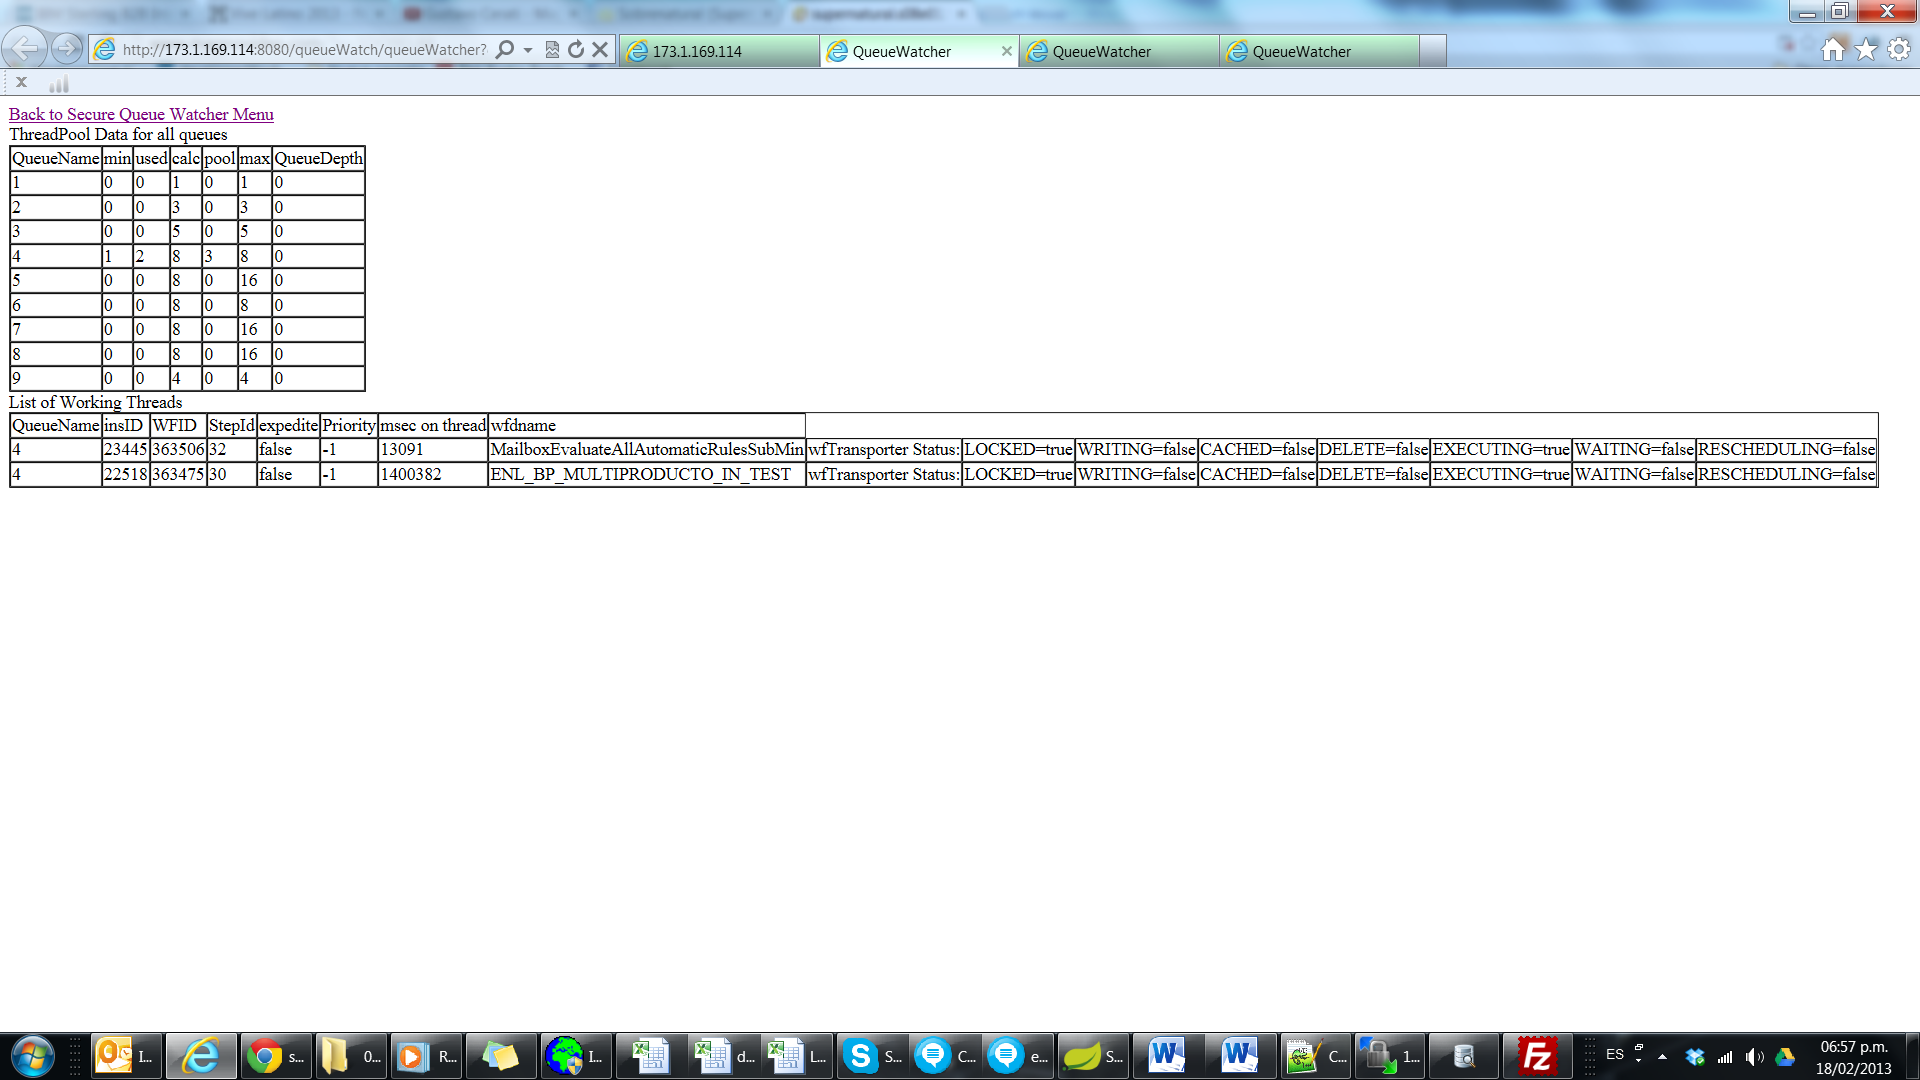 http://173.1.169.114:8080/queueWatch/queueWatcher?
173.1.169.114
QueueWatcher
QueueWatcher
QueueWatcher
Back to Secure Queue Watcher Menu
ThreadPool Data for all queues
QueueName min used calc pool max QueueDepth
1 0 0 1 0 1 0
2 0 0 3 0 3 0
3 0 0 5 0 5 0
4 1 2 8 3 8 0
5 0 0 8 0 16 0
6 0 0 8 0 8 0
7 0 0 8 0 16 0
8 0 0 8 0 16 0
9 0 0 4 0 4 0
List of Working Threads
QueueName insID WFID StepId expedite Priority msec on thread wfdname
4 23445 363506 32 false -1 13091 MailboxEvaluateAllAutomaticRulesSubMin wfTransporter Status: LOCKED=true WRITING=false CACHED=false DELETE=false EXECUTING=true WAITING=false RESCHEDULING=false
4 22518 363475 30 false -1 1400382 ENL_BP_MULTIPRODUCTO_IN_TEST wfTransporter Status: LOCKED=true WRITING=false CACHED=false DELETE=false EXECUTING=true WAITING=false RESCHEDULING=false
I... s... 0... R... I... d... L... S... C... e... S... C... 1...
ES
06:57 p.m.
18/02/2013